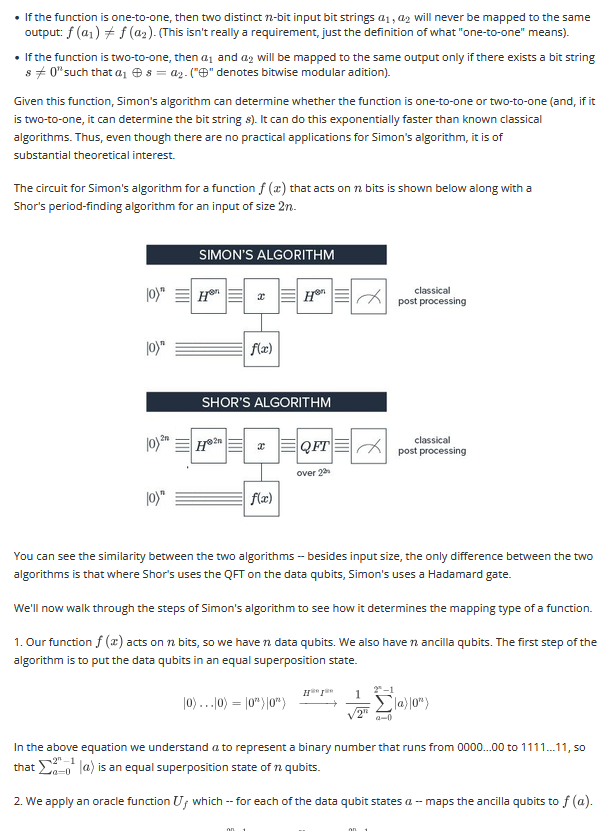 • If the function is one-to-one, then two distinct n-bit input bit strings a₁, a₂ will never be mapped to the same
output: f (a₁) ≠ f (a₂). (This isn't really a requirement, just the definition of what "one-to-one" means).
• If the function is two-to-one, then a₁ and a₂ will be mapped to the same output only if there exists a bit string
s ≠ 0ⁿ such that a₁ ⊕ s = a₂. ("⊕" denotes bitwise modular adition).
Given this function, Simon's algorithm can determine whether the function is one-to-one or two-to-one (and, if it
is two-to-one, it can determine the bit string s). It can do this exponentially faster than known classical
algorithms. Thus, even though there are no practical applications for Simon's algorithm, it is of
substantial theoretical interest.
The circuit for Simon's algorithm for a function f (x) that acts on n bits is shown below along with a
Shor's period-finding algorithm for an input of size 2n.
SIMON'S ALGORITHM
|0⟩ⁿ H⊗ⁿ x H⊗ⁿ classical
post processing
|0⟩ⁿ f(x)
SHOR'S ALGORITHM
|0⟩²ⁿ H⊗²ⁿ x QFT classical
post processing
over 2²ⁿ
|0⟩ⁿ f(x)
You can see the similarity between the two algorithms -- besides input size, the only difference between the two
algorithms is that where Shor's uses the QFT on the data qubits, Simon's uses a Hadamard gate.
We'll now walk through the steps of Simon's algorithm to see how it determines the mapping type of a function.
1. Our function f (x) acts on n bits, so we have n data qubits. We also have n ancilla qubits. The first step of the
algorithm is to put the data qubits in an equal superposition state.
|0⟩ . . . |0⟩ = |0ⁿ⟩|0ⁿ⟩ H⊗ⁿI⊗ⁿ⟶ 1/√2ⁿ ∑_{a=0}^{2ⁿ−1} |a⟩|0ⁿ⟩
In the above equation we understand a to represent a binary number that runs from 0000...00 to 1111...11, so
that ∑_{a=0}^{2ⁿ−1} |a⟩ is an equal superposition state of n qubits.
2. We apply an oracle function U_f which -- for each of the data qubit states a -- maps the ancilla qubits to f (a).